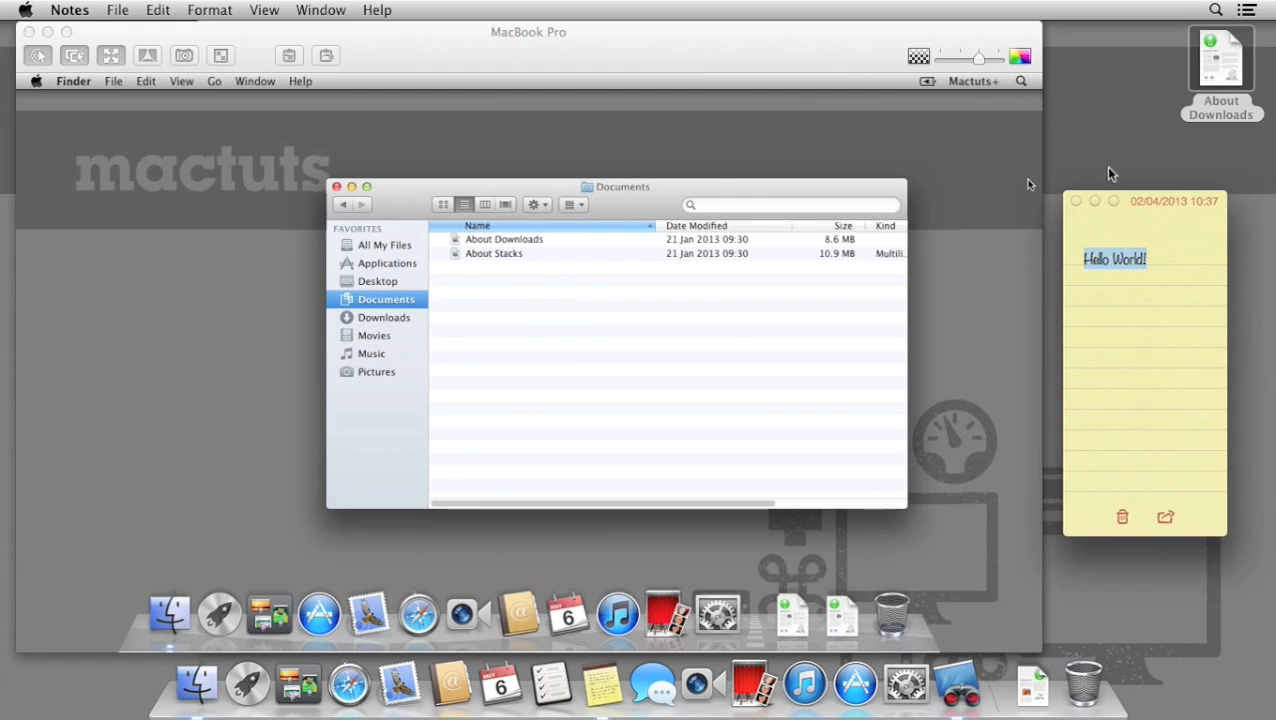 Notes File Edit Format View Window Help
MacBook Pro
Finder File Edit View Go Window Help Mactuts+
About
Downloads
mactuts
Documents
02/04/2013 10:37
Hello World!
FAVORITES
All My Files
Applications
Desktop
Documents
Downloads
Movies
Music
Pictures
Name Date Modified Size Kind
About Downloads 21 Jan 2013 09:30 8.6 MB
About Stacks 21 Jan 2013 09:30 10.9 MB Multili..
MAY
6
MAY
6